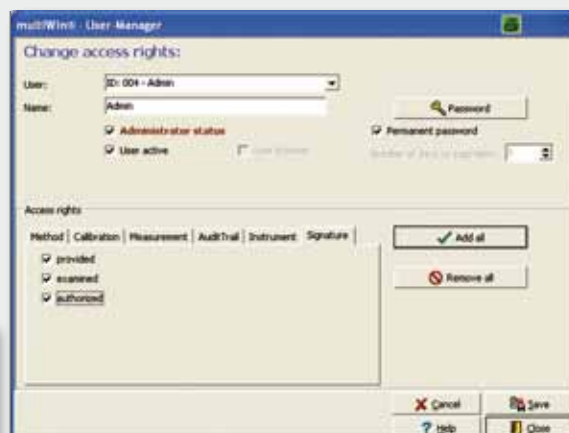 multiWin® - User Manager
Change access rights:
User: ID: 004 - Admin
Name: Admin
Password
Administrator status
Permanent password
User active
Access rights
Method Calibration Measurement AuditTrail Instrument Signature
Add all
provided
examined
Remove all
authorized
Cancel Save
? Help Close